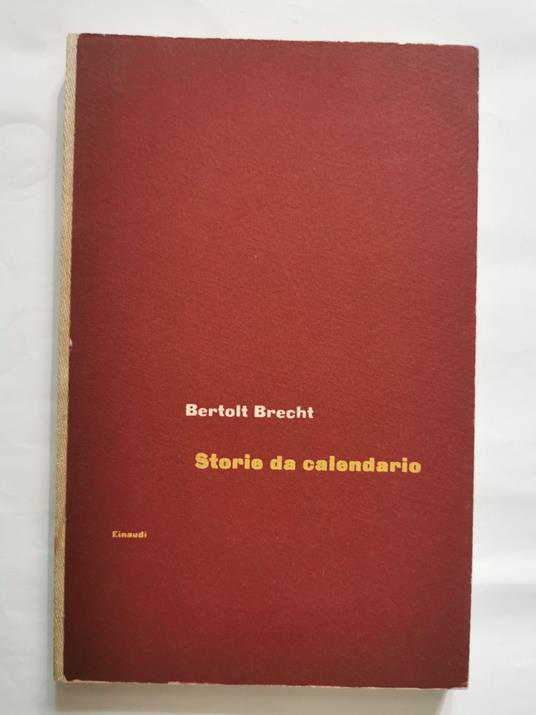 Bertolt Brecht
Storie da calendario
Einaudi